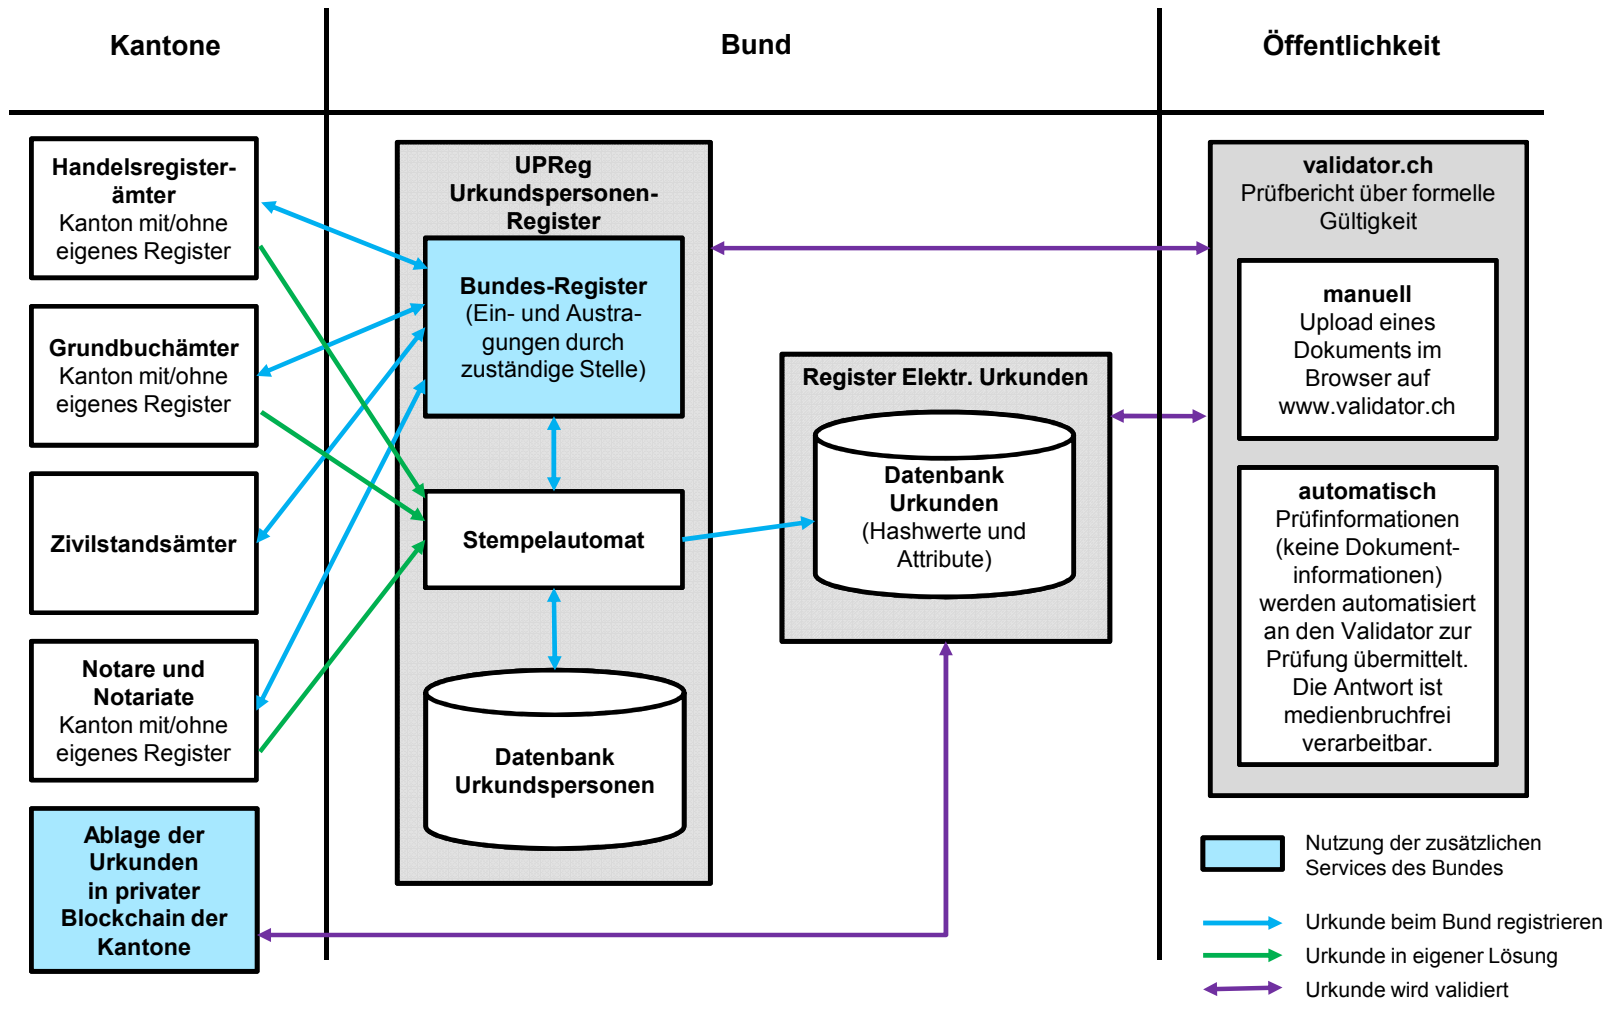 Kantone
Bund
Öffentlichkeit
Handelsregister-
ämter
Kanton mit/ohne
eigenes Register
Grundbuchämter
Kanton mit/ohne
eigenes Register
Zivilstandsämter
Notare und
Notariate
Kanton mit/ohne
eigenes Register
Ablage der
Urkunden
in privater
Blockchain der
Kantone
UPReg
Urkundspersonen-
Register
Bundes-Register
(Ein- und Austra-
gungen durch
zuständige Stelle)
Stempelautomat
Datenbank
Urkundspersonen
Register Elektr. Urkunden
Datenbank
Urkunden
(Hashwerte und
Attribute)
validator.ch
Prüfbericht über formelle
Gültigkeit
manuell
Upload eines
Dokuments im
Browser auf
www.validator.ch
automatisch
Prüfinformationen
(keine Dokument-
informationen)
werden automatisiert
an den Validator zur
Prüfung übermittelt.
Die Antwort ist
medienbruchfrei
verarbeitbar.
Nutzung der zusätzlichen
Services des Bundes
Urkunde beim Bund registrieren
Urkunde in eigener Lösung
Urkunde wird validiert